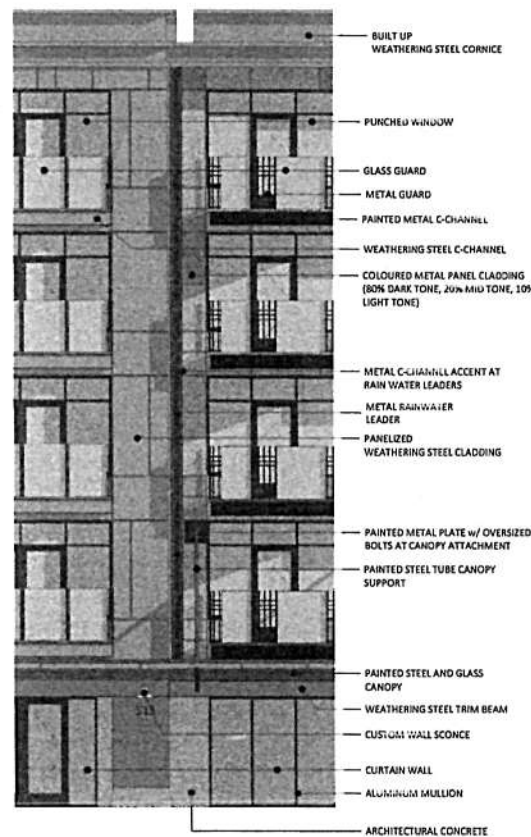 BUILT UP
WEATHERING STEEL CORNICE
PUNCHED WINDOW
GLASS GUARD
METAL GUARD
PAINTED METAL C-CHANNEL
WEATHERING STEEL C-CHANNEL
COLOURED METAL PANEL CLADDING
(80% DARK TONE, 20% MID TONE, 10%
LIGHT TONE)
METAL C-CHANNEL ACCENT AT
RAIN WATER LEADERS
METAL RAINWATER
LEADER
PANELIZED
WEATHERING STEEL CLADDING
PAINTED METAL PLATE w/ OVERSIZED
BOLTS AT CANOPY ATTACHMENT
PAINTED STEEL TUBE CANOPY
SUPPORT
PAINTED STEEL AND GLASS
CANOPY
WEATHERING STEEL TRIM BEAM
CUSTOM WALL SCONCE
CURTAIN WALL
ALUMINUM MULLION
ARCHITECTURAL CONCRETE